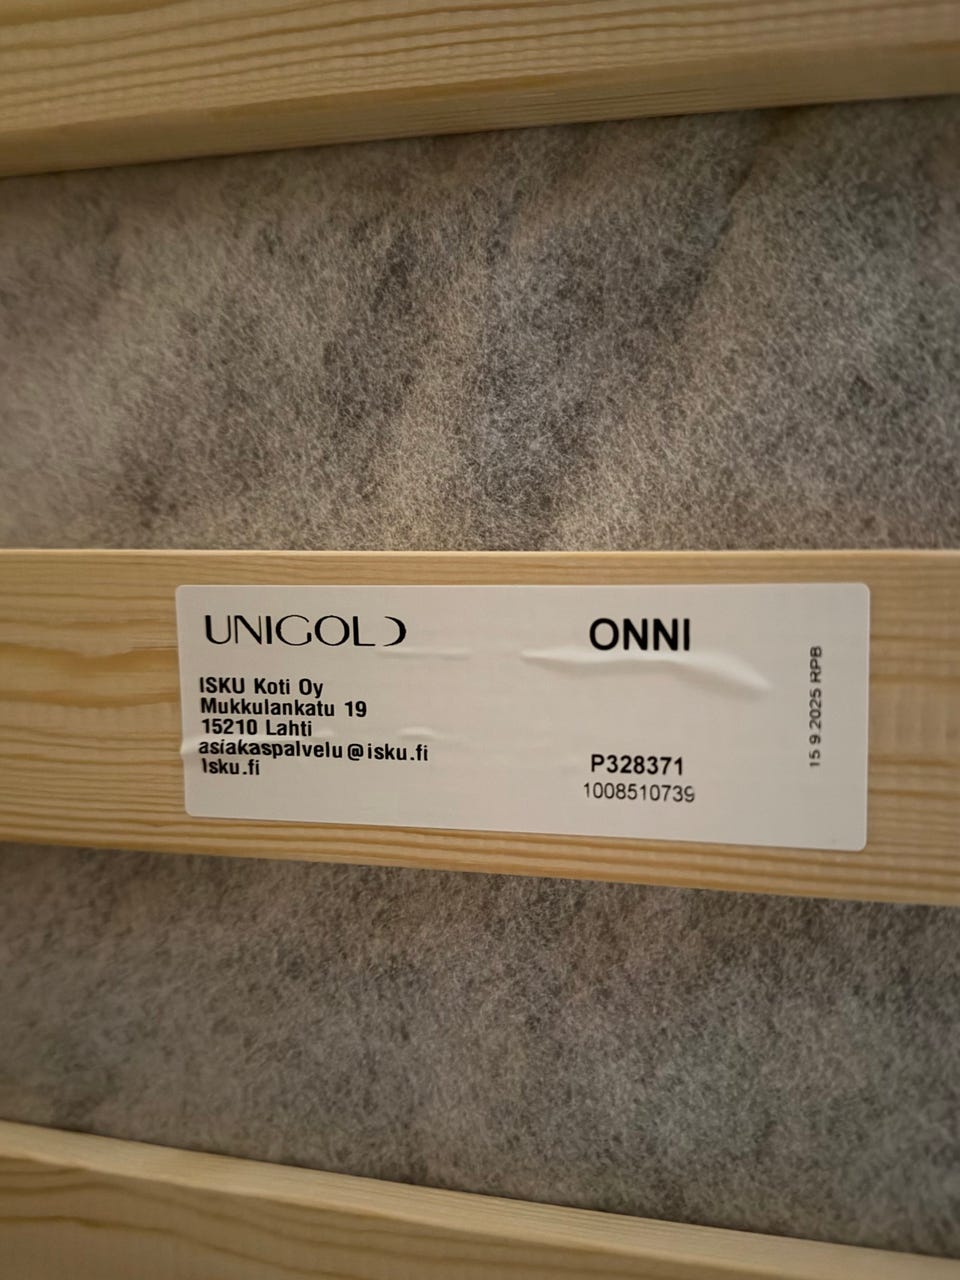 UNIGOLD
ISKU Koti Oy
Mukkulankatu 19
15210 Lahti
asiakaspalvelu@isku.fi
Isku.fi
ONNI
P328371
1008510739
15 9.2025 RPB